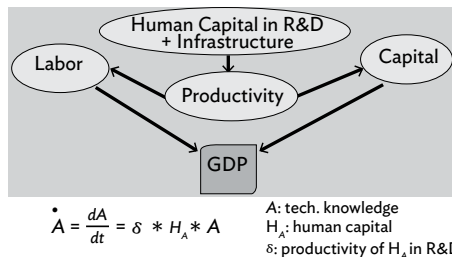 Human Capital in R&D
+ Infrastructure
Labor
Capital
Productivity
GDP
Ȧ = dA/dt = δ * H_A * A
A: tech. knowledge
H_A: human capital
δ: productivity of H_A in R&D